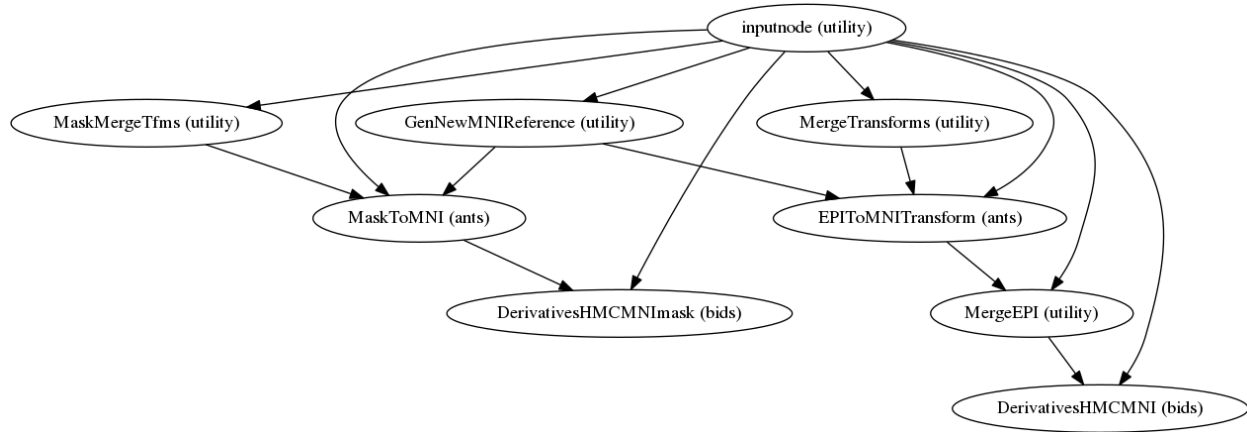 inputnode (utility)
MaskMergeTfms (utility)
GenNewMNIReference (utility)
MergeTransforms (utility)
MaskToMNI (ants)
EPIToMNITransform (ants)
DerivativesHMCMNImask (bids)
MergeEPI (utility)
DerivativesHMCMNI (bids)